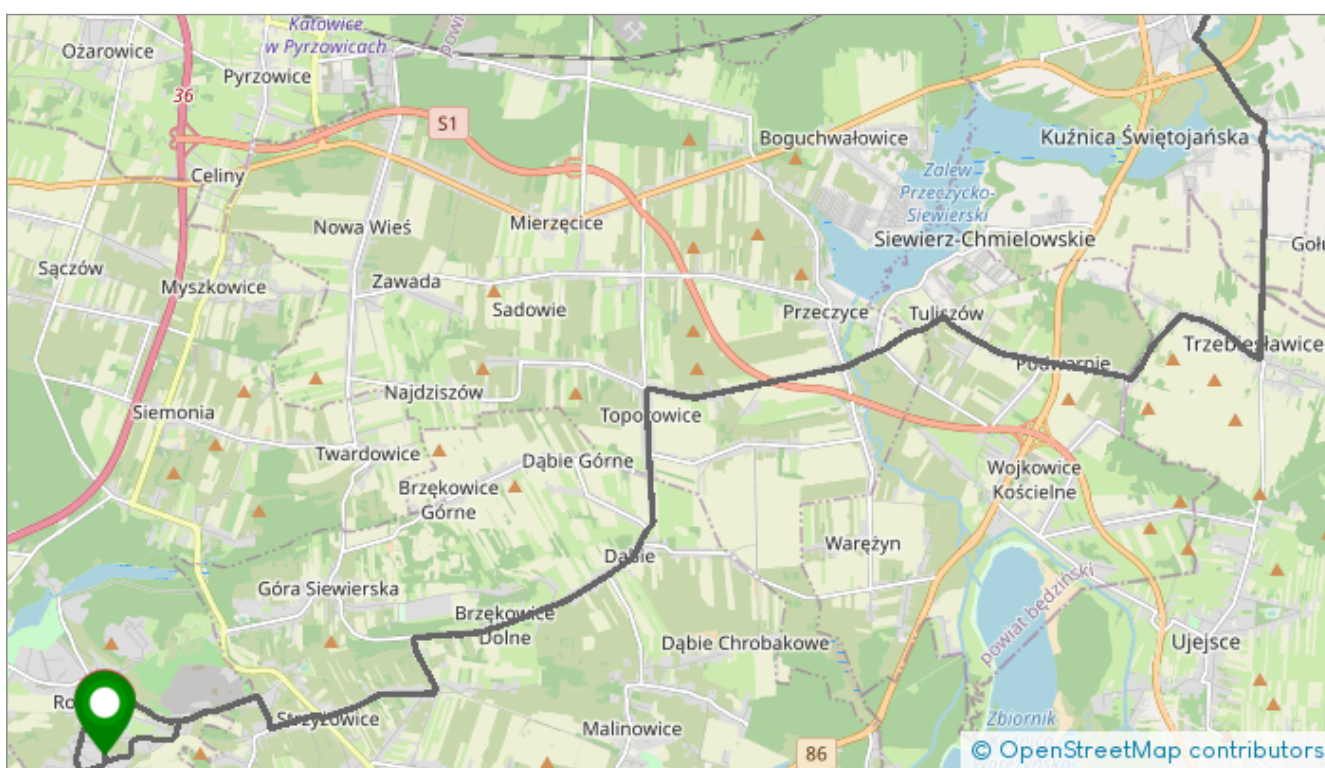 Katowice
w Pyrzowicach
Ożarowice
Pyrzowice
36
S1
Boguchwałowice
Kuźnica Świętojańska
Celiny
Zalew
Przeczycko-
Siewierski
Nowa Wieś
Mierzęcice
Siewierz-Chmielowskie
Sączów
Myszkowice
Zawada
Sadowie
Przeczyce
Tuliszów
Trzebiesławice
Podwarpie
Najdziszów
Siemonia
Toporowice
Twardowice
Dąbie Górne
Brzękowice
Górne
Wojkowice
Kościelne
Warężyn
Dąbie
Góra Siewierska
Brzękowice
Dolne
powiat będziński
Dąbie Chrobakowe
Ujejsce
Strzyżowice
Malinowice
Zbiornik
86
© OpenStreetMap contributors